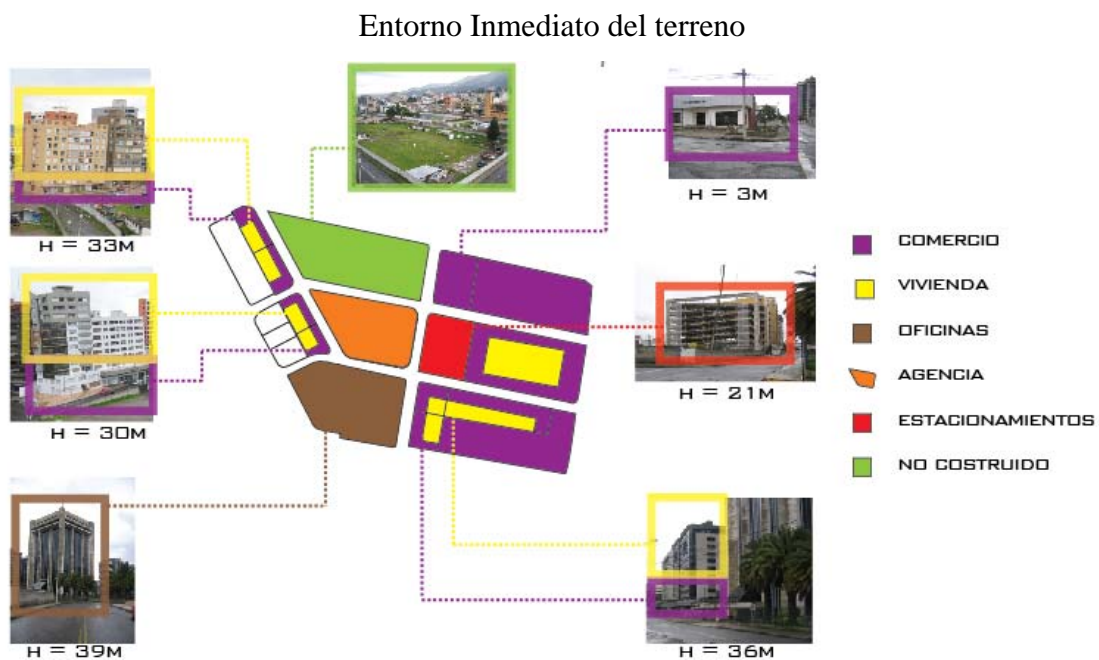 Entorno Inmediato del terreno
H = 33M
H = 3M
COMERCIO
VIVIENDA
OFICINAS
AGENCIA
ESTACIONAMIENTOS
NO COSTRUIDO
H = 30M
H = 21M
H = 39M
H = 36M